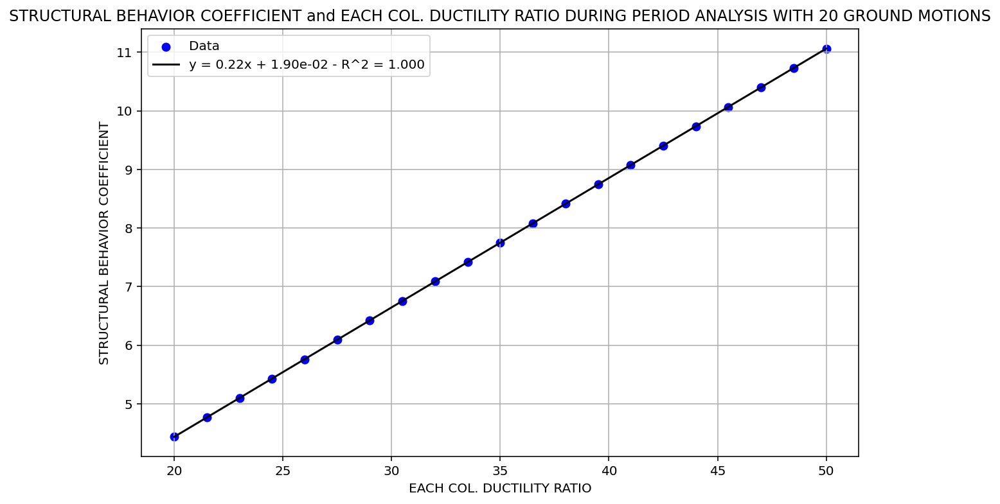 STRUCTURAL BEHAVIOR COEFFICIENT and EACH COL. DUCTILITY RATIO DURING PERIOD ANALYSIS WITH 20 GROUND MOTIONS
Data
y = 0.22x + 1.90e-02 - R^2 = 1.000
STRUCTURAL BEHAVIOR COEFFICIENT
11
10
9
8
7
6
5
20 25 30 35 40 45 50
EACH COL. DUCTILITY RATIO